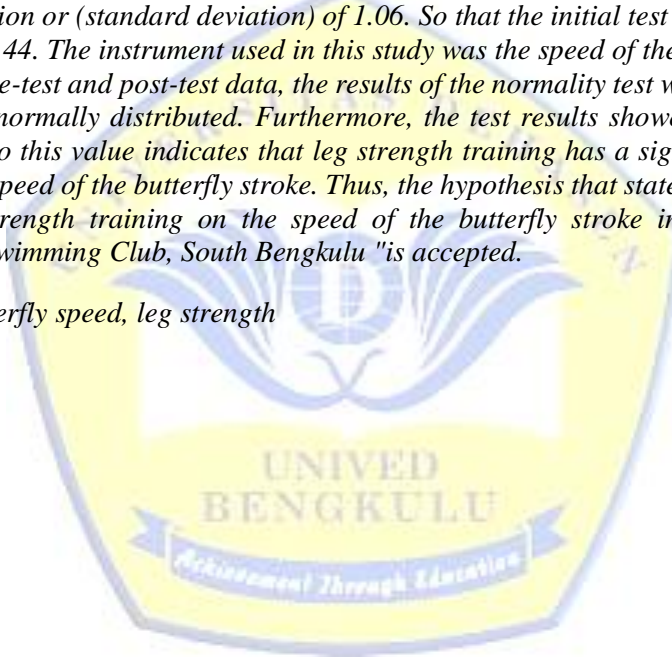 ion or (standard deviation) of 1.06. So that the initial test
44. The instrument used in this study was the speed of the
e-test and post-test data, the results of the normality test w
normally distributed. Furthermore, the test results showe
o this value indicates that leg strength training has a sig
peed of the butterfly stroke. Thus, the hypothesis that state
rength training on the speed of the butterfly stroke in
wimming Club, South Bengkulu "is accepted.
erfly speed, leg strength
UNIVERSITAS DEHASEN
UNIVED
BENGKULU
Achievement Through Education